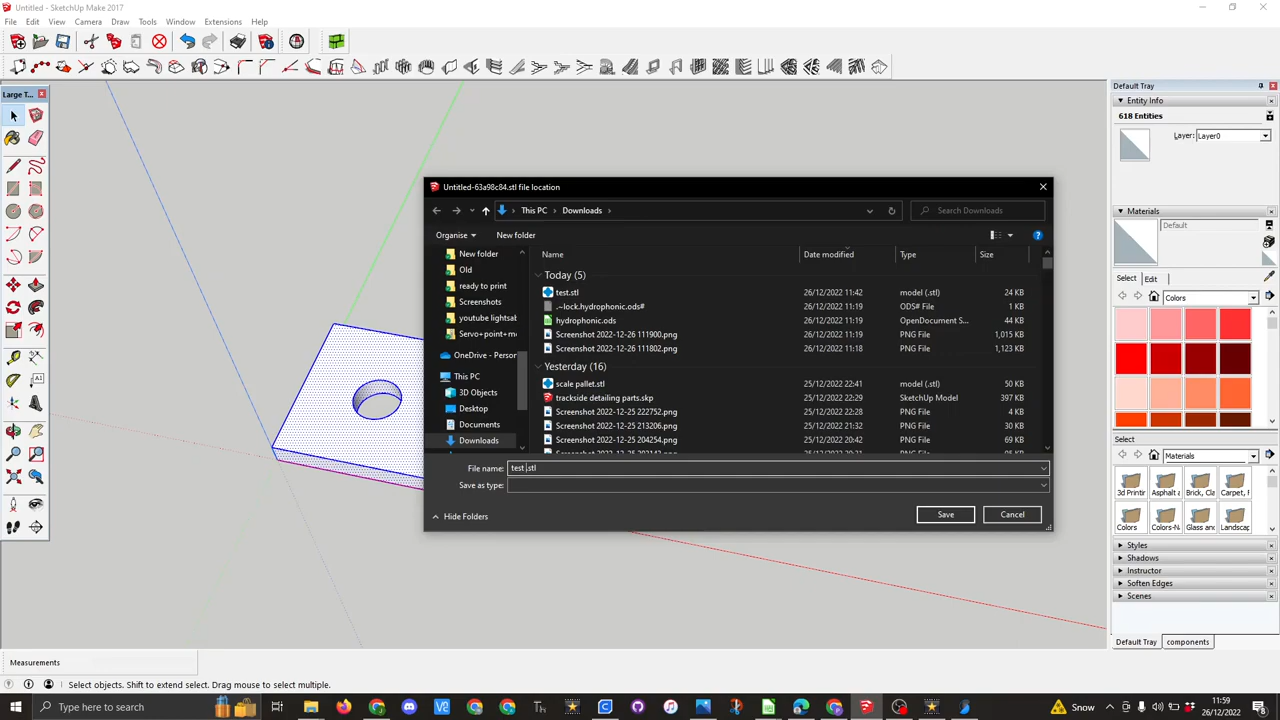 Untitled - SketchUp Make 2017
File Edit View Camera Draw Tools Window Extensions Help
Large T...
Default Tray
Entity Info
618 Entities
Layer: Layer0
Materials
Default
Select Edit
Colors
Select
Materials
3d Printir Asphalt a Brick, Cla Carpet, F
Colors Colors-N Glass and Landscap
Styles
Shadows
Instructor
Soften Edges
Scenes
Default Tray components
Untitled-63a98c84.stl file location
This PC Downloads
Search Downloads
Organise New folder
New folder
Old
ready to print
Screenshots
youtube lightsab
Servo+point+m
OneDrive - Person
This PC
3D Objects
Desktop
Documents
Downloads
Name Date modified Type Size
Today (5)
test.stl 26/12/2022 11:42 model (.stl) 24 KB
.~lock.hydrophonic.ods# 26/12/2022 11:19 ODS# File 1 KB
hydrophonic.ods 26/12/2022 11:19 OpenDocument S... 44 KB
Screenshot 2022-12-26 111900.png 26/12/2022 11:19 PNG File 1,015 KB
Screenshot 2022-12-26 111802.png 26/12/2022 11:18 PNG File 1,123 KB
Yesterday (16)
scale pallet.stl 25/12/2022 22:41 model (.stl) 50 KB
trackside detailing parts.skp 25/12/2022 22:29 SketchUp Model 397 KB
Screenshot 2022-12-25 222752.png 25/12/2022 22:28 PNG File 4 KB
Screenshot 2022-12-25 213206.png 25/12/2022 21:32 PNG File 30 KB
Screenshot 2022-12-25 204254.png 25/12/2022 20:42 PNG File 69 KB
File name: test .stl
Save as type:
Hide Folders
Save Cancel
Measurements
Select objects. Shift to extend select. Drag mouse to select multiple.
Type here to search
Snow
11:59
26/12/2022